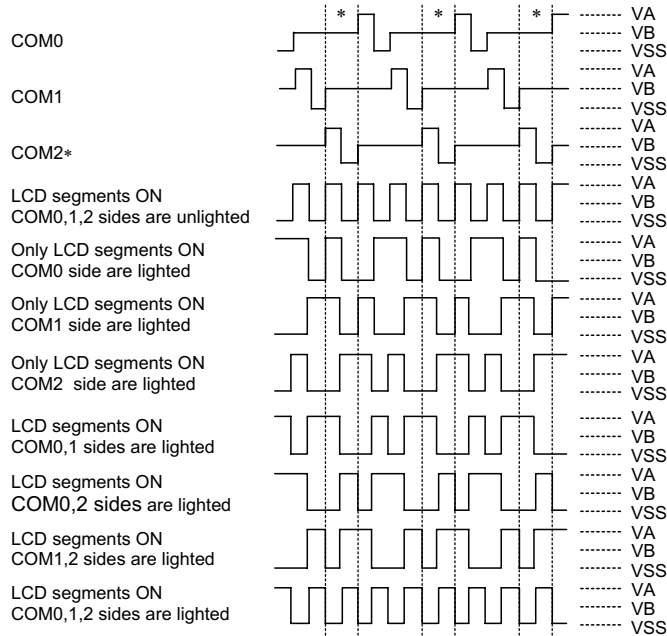 * * *
COM0
VA
VB
VSS
COM1
VA
VB
VSS
COM2*
VA
VB
VSS
LCD segments ON
COM0,1,2 sides are unlighted
VA
VB
VSS
Only LCD segments ON
COM0 side are lighted
VA
VB
VSS
Only LCD segments ON
COM1 side are lighted
VA
VB
VSS
Only LCD segments ON
COM2 side are lighted
VA
VB
VSS
LCD segments ON
COM0,1 sides are lighted
VA
VB
VSS
LCD segments ON
COM0,2 sides are lighted
VA
VB
VSS
LCD segments ON
COM1,2 sides are lighted
VA
VB
VSS
LCD segments ON
COM0,1,2 sides are lighted
VA
VB
VSS